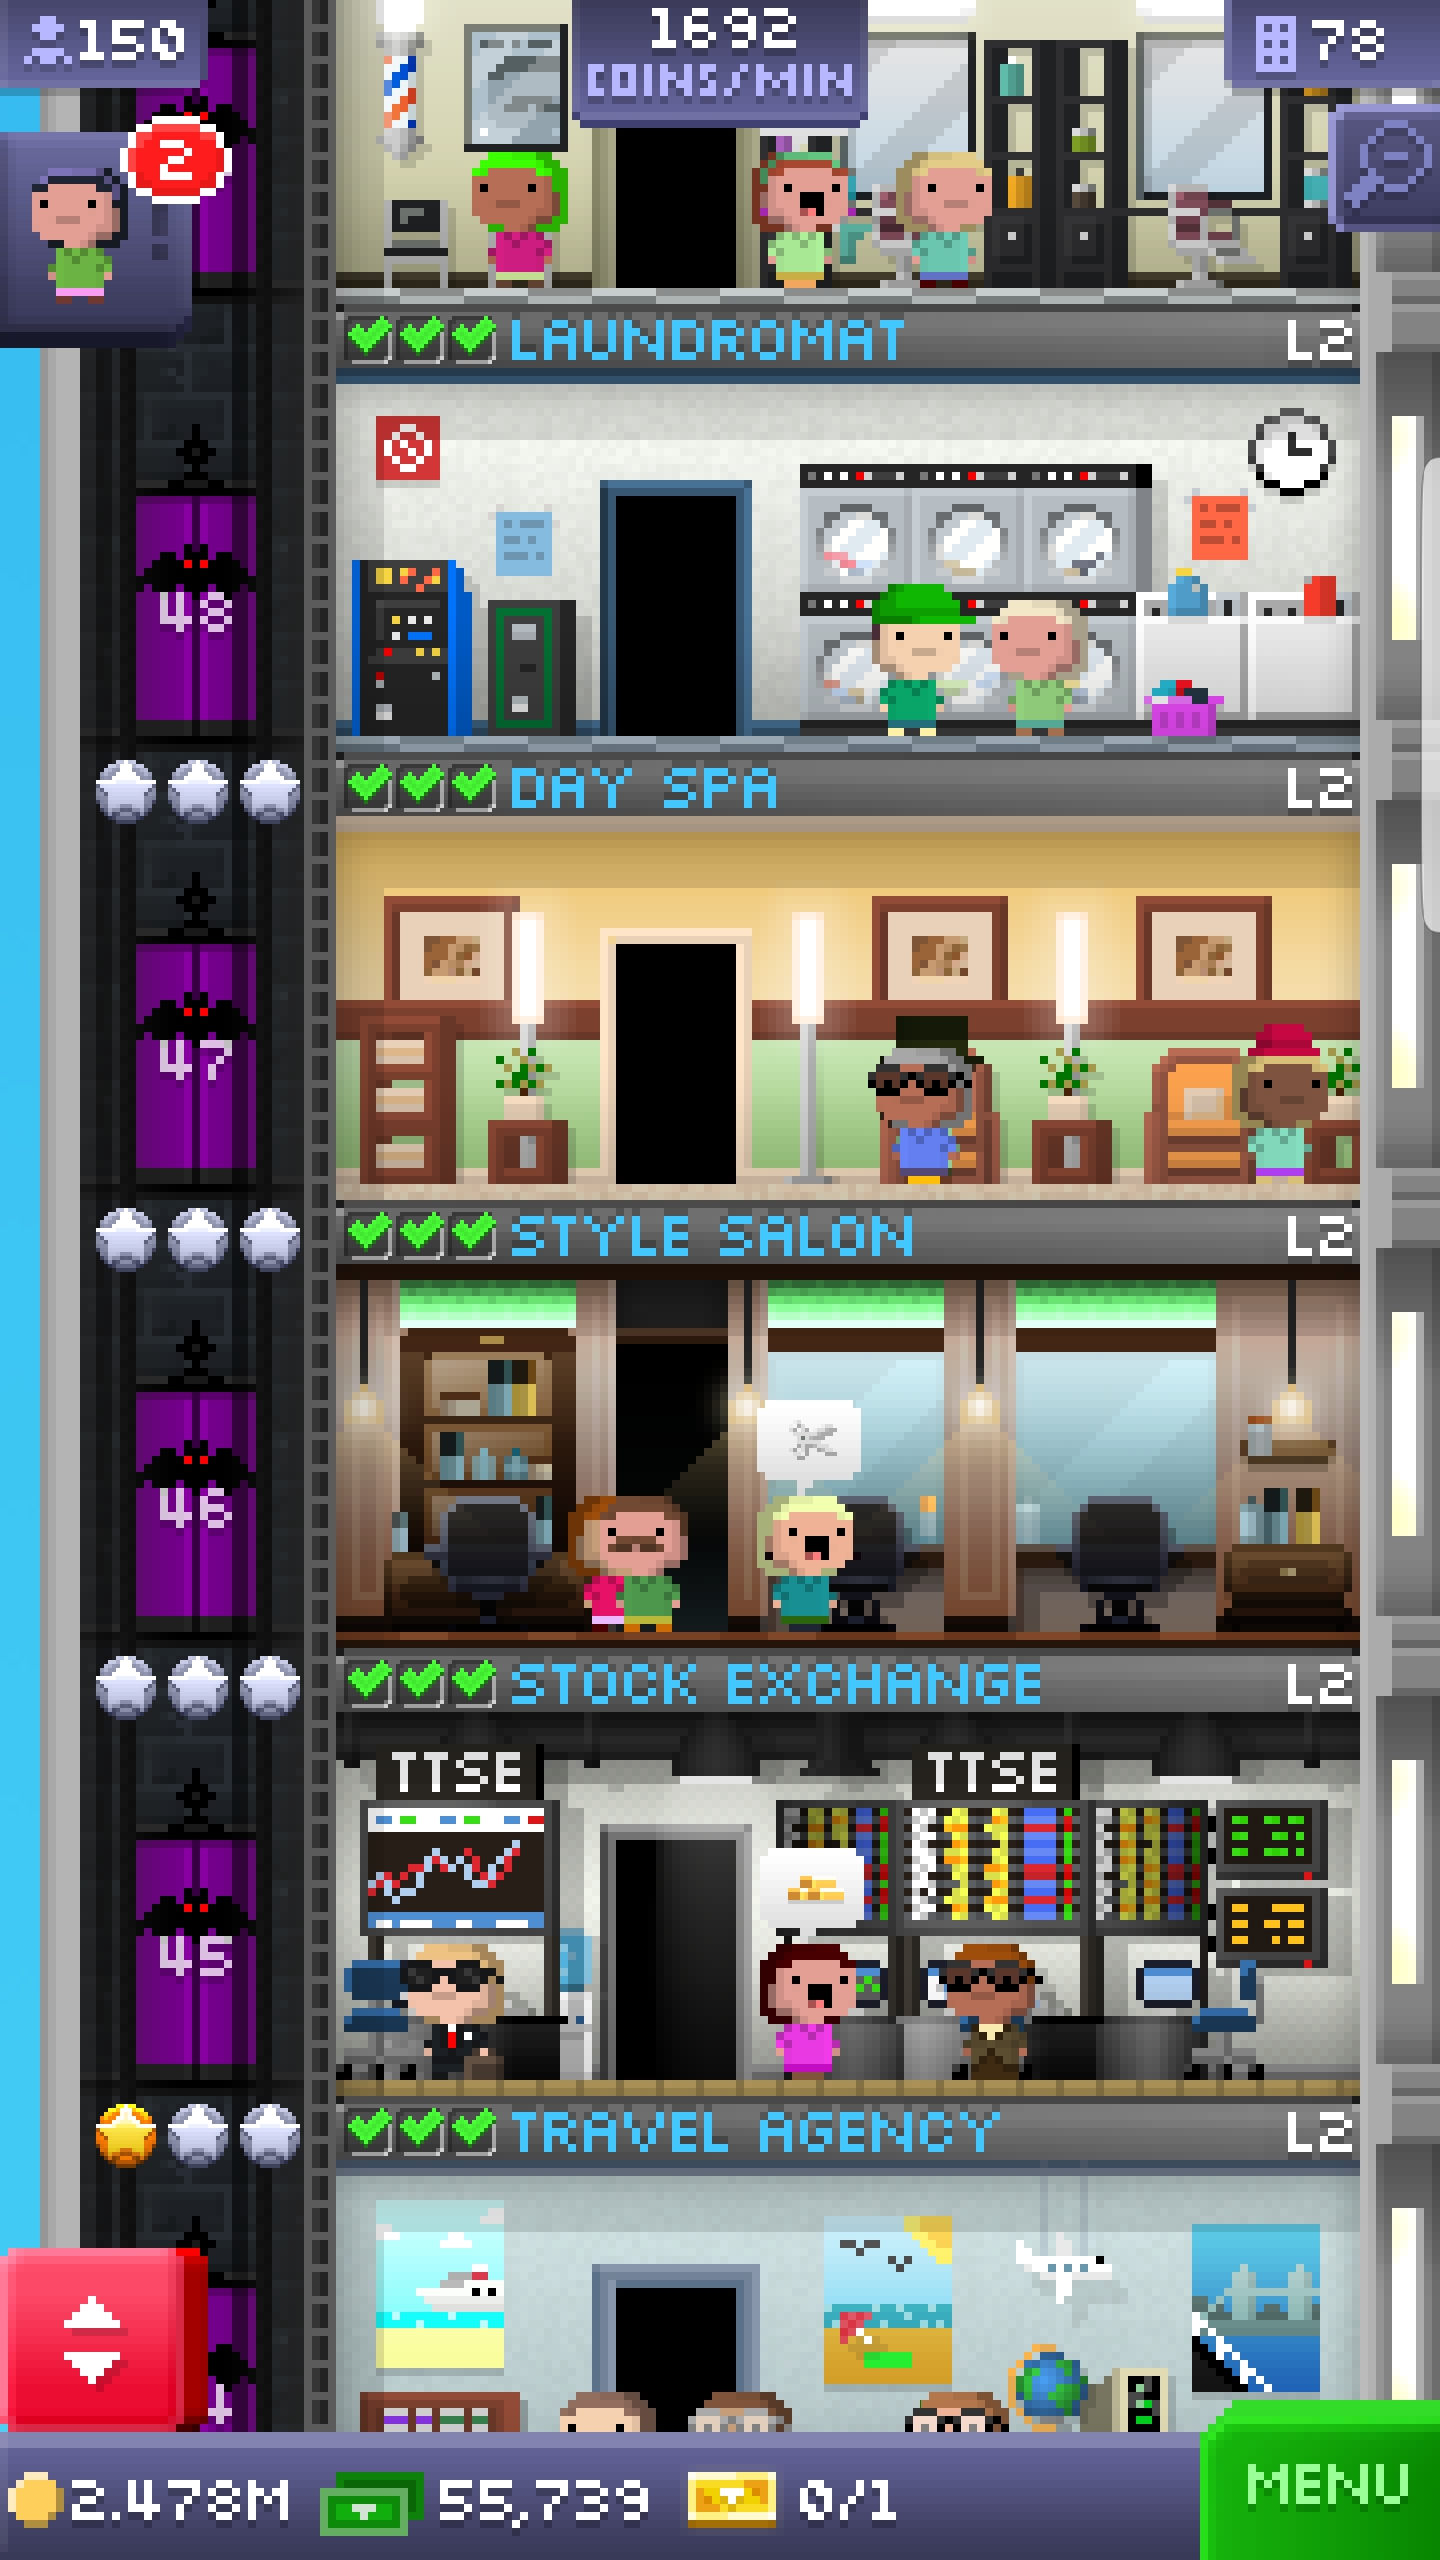 150
1692
COINS/MIN
78
2
LAUNDROMAT L2
48
DAY SPA L2
47
STYLE SALON L2
46
STOCK EXCHANGE L2
TTSE TTSE
45
TRAVEL AGENCY L2
2.478M 55,739 0/1
MENU